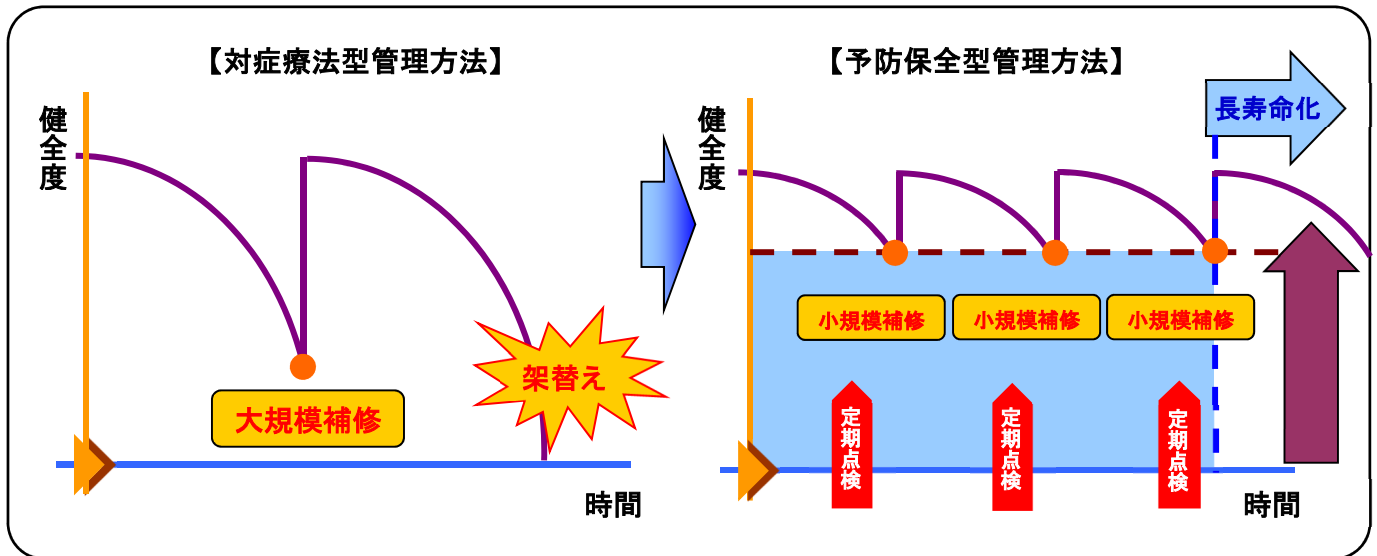 【対症療法型管理方法】
健全度
大規模補修
架替え
時間
【予防保全型管理方法】
長寿命化
健全度
小規模補修
小規模補修
小規模補修
定期点検
定期点検
定期点検
時間